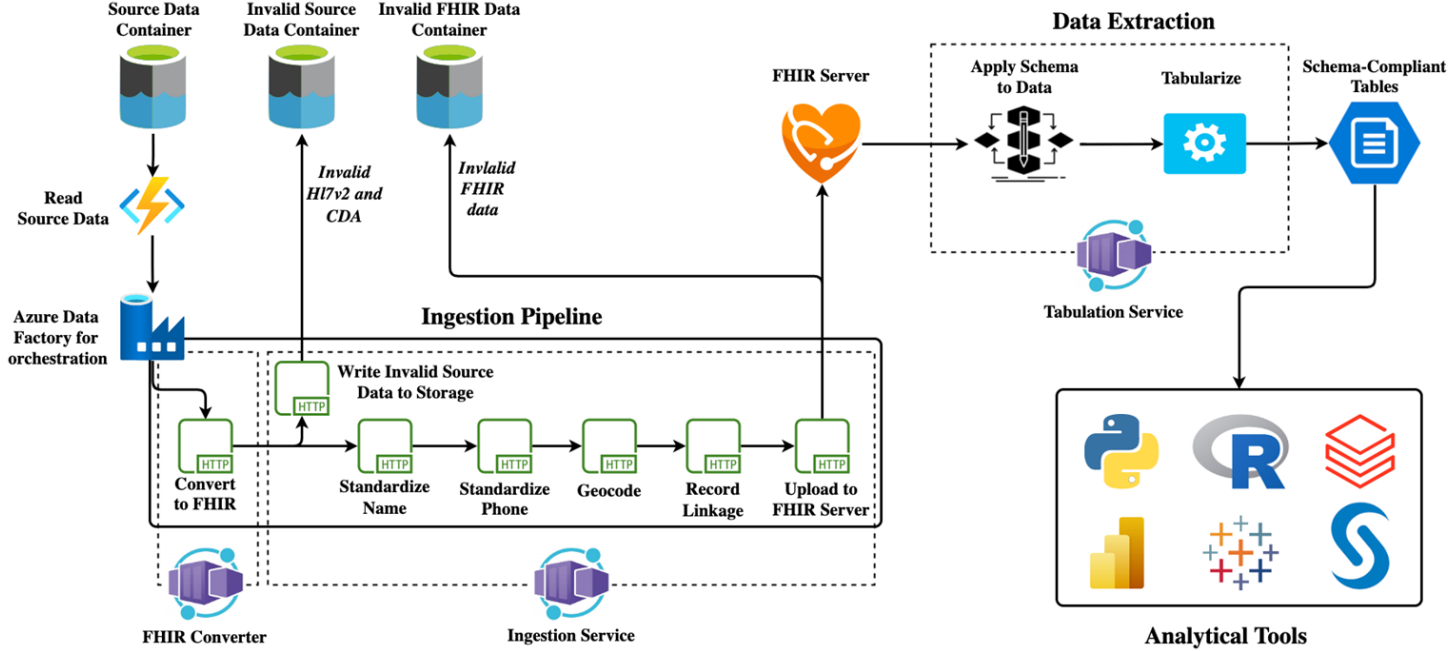 Source Data
Container
Invalid Source
Data Container
Invalid FHIR Data
Container
Data Extraction
FHIR Server
Apply Schema
to Data
Tabularize
Schema-Compliant
Tables
Invalid
Hl7v2 and
CDA
Invlalid
FHIR
data
Read
Source Data
Tabulation Service
Azure Data
Factory for
orchestration
Ingestion Pipeline
Write Invalid Source
Data to Storage
HTTP
HTTP
HTTP
HTTP
HTTP
HTTP
HTTP
Convert
to FHIR
Standardize
Name
Standardize
Phone
Geocode
Record
Linkage
Upload to
FHIR Server
R
FHIR Converter
Ingestion Service
Analytical Tools